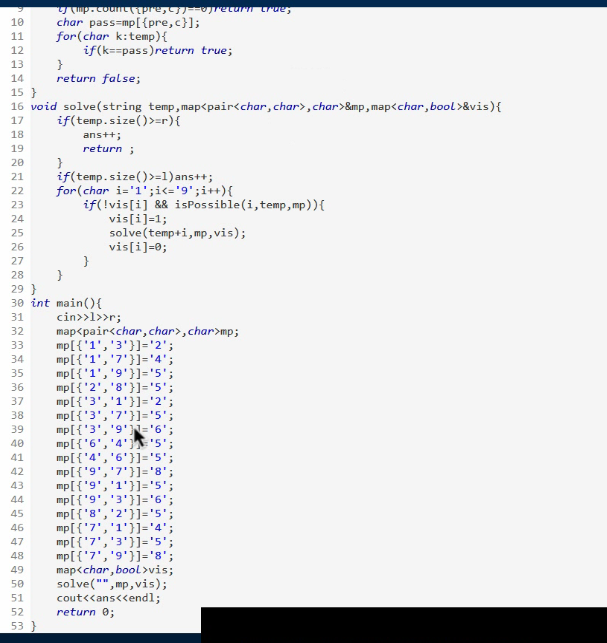 9 if(mp.count({pre,c})==0)return true;
10 char pass=mp[{pre,c}];
11 for(char k:temp){
12 if(k==pass)return true;
13 }
14 return false;
15 }
16 void solve(string temp,map<pair<char,char>,char>&mp,map<char,bool>&vis){
17 if(temp.size()>=r){
18 ans++;
19 return ;
20 }
21 if(temp.size()>=l)ans++;
22 for(char i='1';i<='9';i++){
23 if(!vis[i] && isPossible(i,temp,mp)){
24 vis[i]=1;
25 solve(temp+i,mp,vis);
26 vis[i]=0;
27 }
28 }
29 }
30 int main(){
31 cin>>l>>r;
32 map<pair<char,char>,char>mp;
33 mp[{'1','3'}]='2';
34 mp[{'1','7'}]='4';
35 mp[{'1','9'}]='5';
36 mp[{'2','8'}]='5';
37 mp[{'3','1'}]='2';
38 mp[{'3','7'}]='5';
39 mp[{'3','9'}]='6';
40 mp[{'6','4'}]='5';
41 mp[{'4','6'}]='5';
42 mp[{'9','7'}]='8';
43 mp[{'9','1'}]='5';
44 mp[{'9','3'}]='6';
45 mp[{'8','2'}]='5';
46 mp[{'7','1'}]='4';
47 mp[{'7','3'}]='5';
48 mp[{'7','9'}]='8';
49 map<char,bool>vis;
50 solve("",mp,vis);
51 cout<<ans<<endl;
52 return 0;
53 }